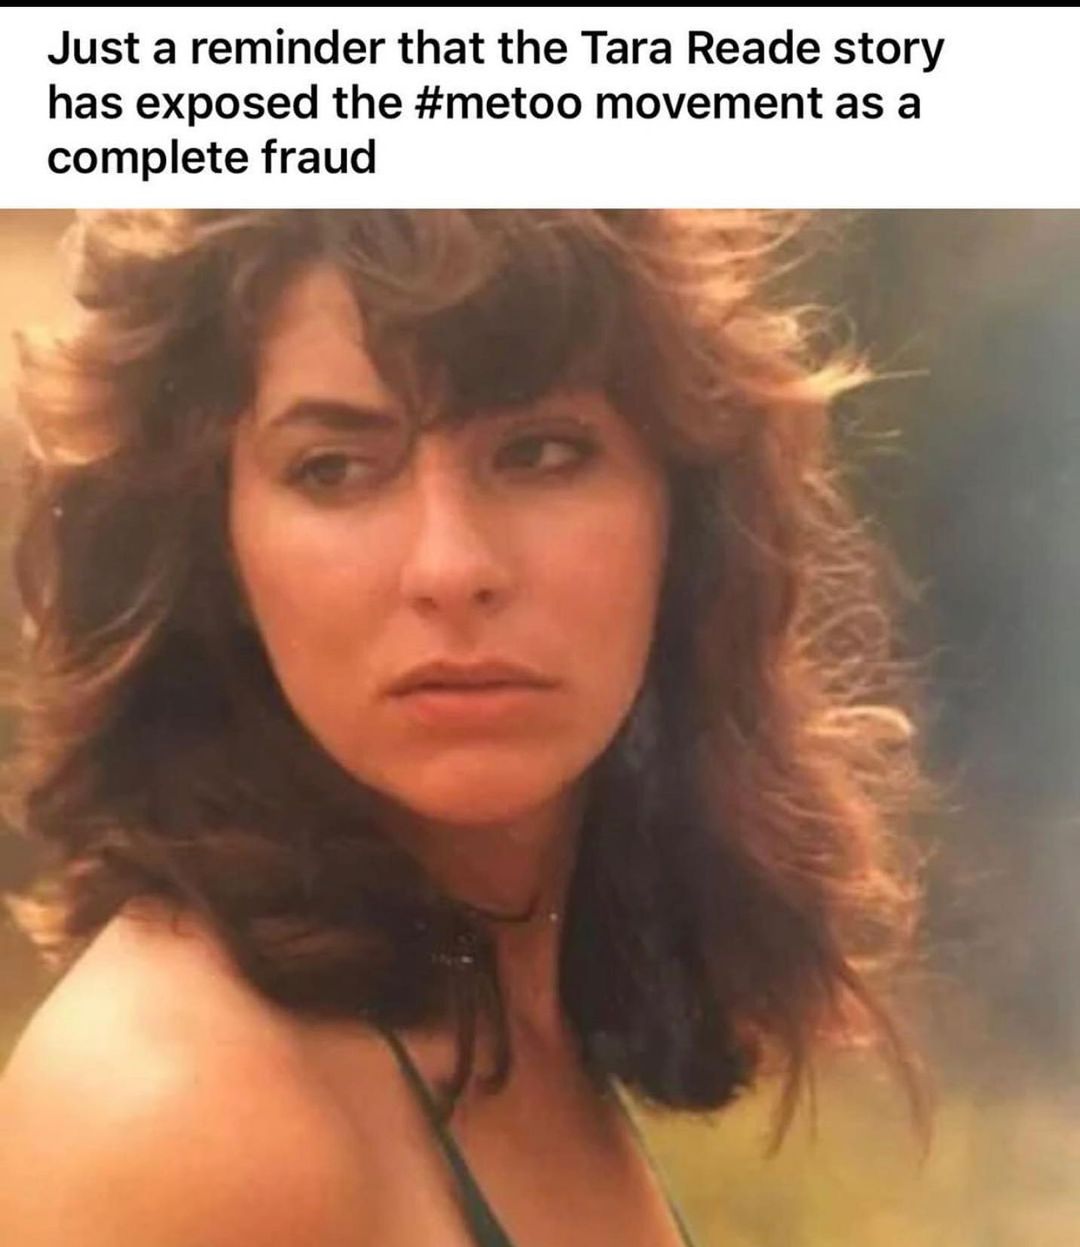 Just a reminder that the Tara Reade story
has exposed the #metoo movement as a
complete fraud